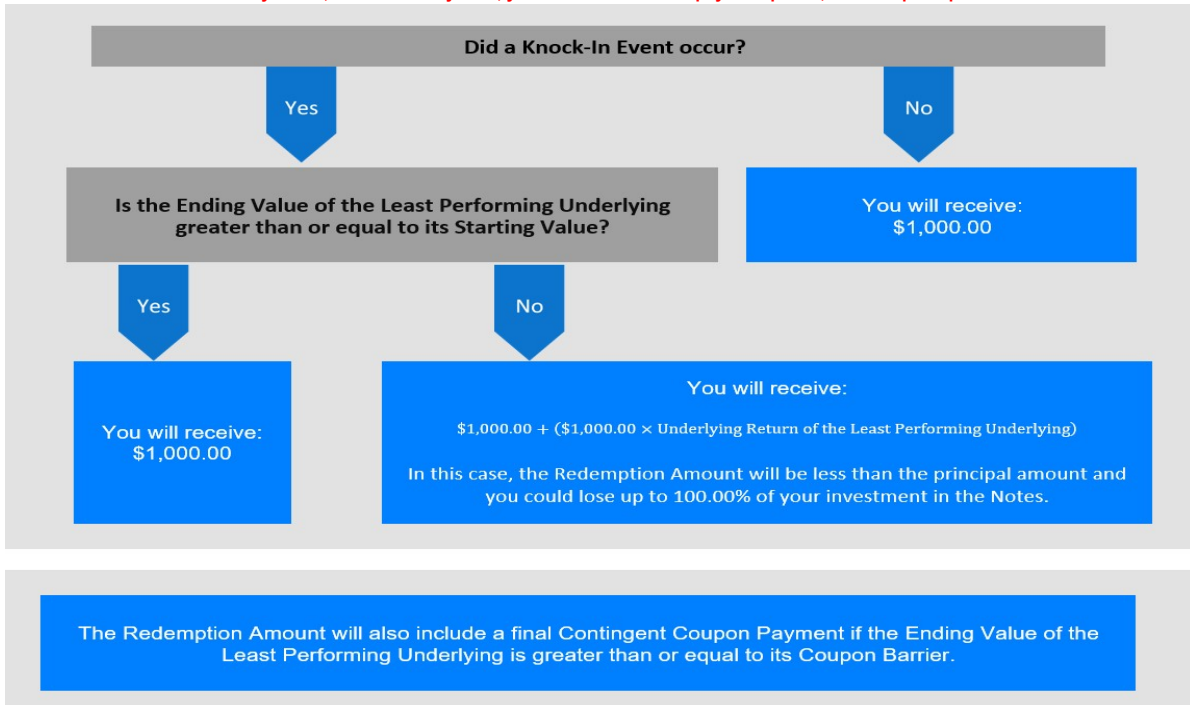 Did a Knock-In Event occur?
Yes
No
Is the Ending Value of the Least Performing Underlying
greater than or equal to its Starting Value?
You will receive:
$1,000.00
Yes
No
You will receive:
$1,000.00
You will receive:
$1,000.00 + ($1,000.00 × Underlying Return of the Least Performing Underlying)
In this case, the Redemption Amount will be less than the principal amount and
you could lose up to 100.00% of your investment in the Notes.
The Redemption Amount will also include a final Contingent Coupon Payment if the Ending Value of the
Least Performing Underlying is greater than or equal to its Coupon Barrier.